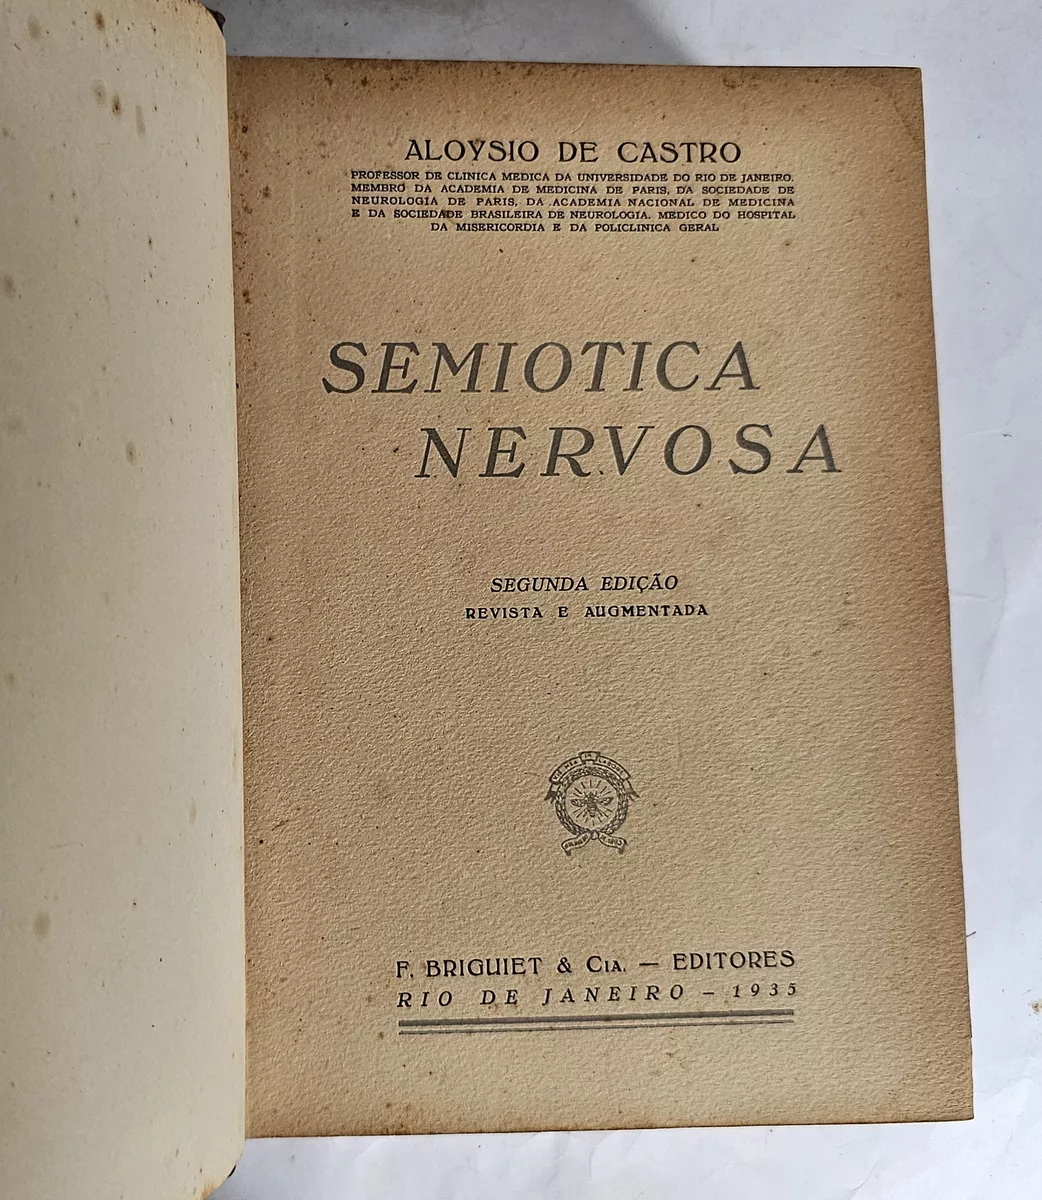 ALOYSIO DE CASTRO
PROFESSOR DE CLINICA MEDICA DA UNIVERSIDADE DO RIO DE JANEIRO,
MEMBRO DA ACADEMIA DE MEDICINA DE PARIS, DA SOCIEDADE DE
NEUROLOGIA DE PARIS, DA ACADEMIA NACIONAL DE MEDICINA
E DA SOCIEDADE BRASILEIRA DE NEUROLOGIA. MEDICO DO HOSPITAL
DA MISERICORDIA E DA POLICLINICA GERAL
SEMIOTICA
NERVOSA
SEGUNDA EDIÇÃO
REVISTA E AUGMENTADA
F. BRIGUIET & CIA. — EDITORES
RIO DE JANEIRO — 1935